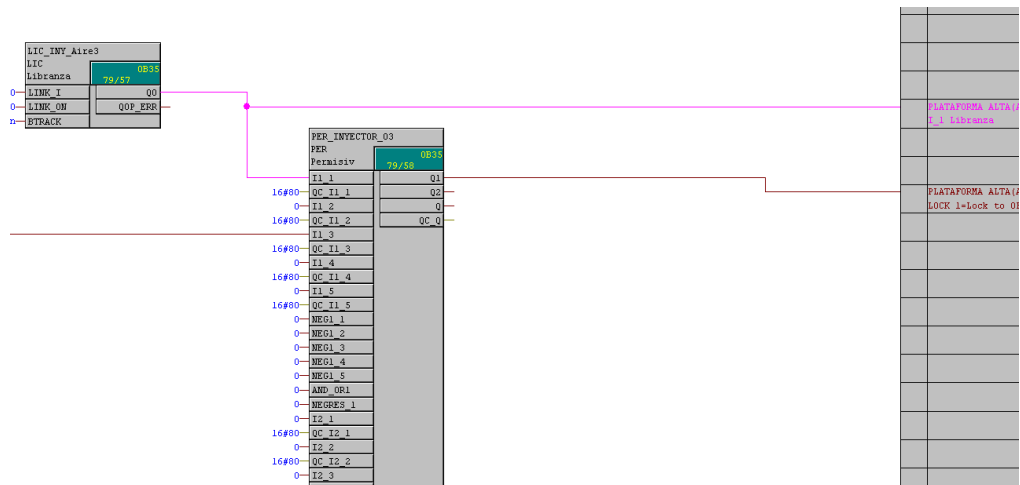 LIC_INY_Aire3
LIC
Libranza
OB35
79/57
0 LINK_I
Q0
0 LINK_ON
QOP_ERR
n BTRACK
PLATAFORMA ALTA(A
I_1 Libranza
PER_INYECTOR_03
PER
Permisiv
OB35
79/58
I1_1
Q1
16#80 QC_I1_1
Q2
0 I1_2
Q
16#80 QC_I1_2
QC_Q
I1_3
16#80 QC_I1_3
0 I1_4
16#80 QC_I1_4
0 I1_5
16#80 QC_I1_5
0 NEG1_1
0 NEG1_2
0 NEG1_3
0 NEG1_4
0 NEG1_5
0 AND_OR1
0 NEGRES_1
0 I2_1
16#80 QC_I2_1
0 I2_2
16#80 QC_I2_2
0 I2_3
PLATAFORMA ALTA(A
LOCK 1=Lock to